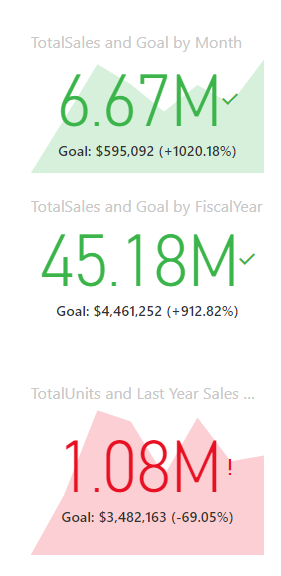 TotalSales and Goal by Month
6.67M✓
Goal: $595,092 (+1020.18%)
TotalSales and Goal by FiscalYear
45.18M✓
Goal: $4,461,252 (+912.82%)
TotalUnits and Last Year Sales ...
1.08M!
Goal: $3,482,163 (-69.05%)